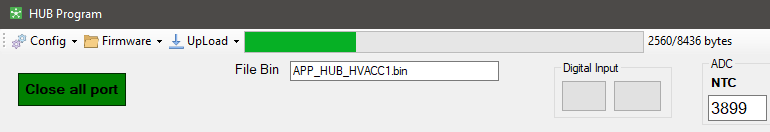 HUB Program
Config Firmware UpLoad 2560/8436 bytes
File Bin APP_HUB_HVACC1.bin Digital Input ADC
Close all port NTC
3899